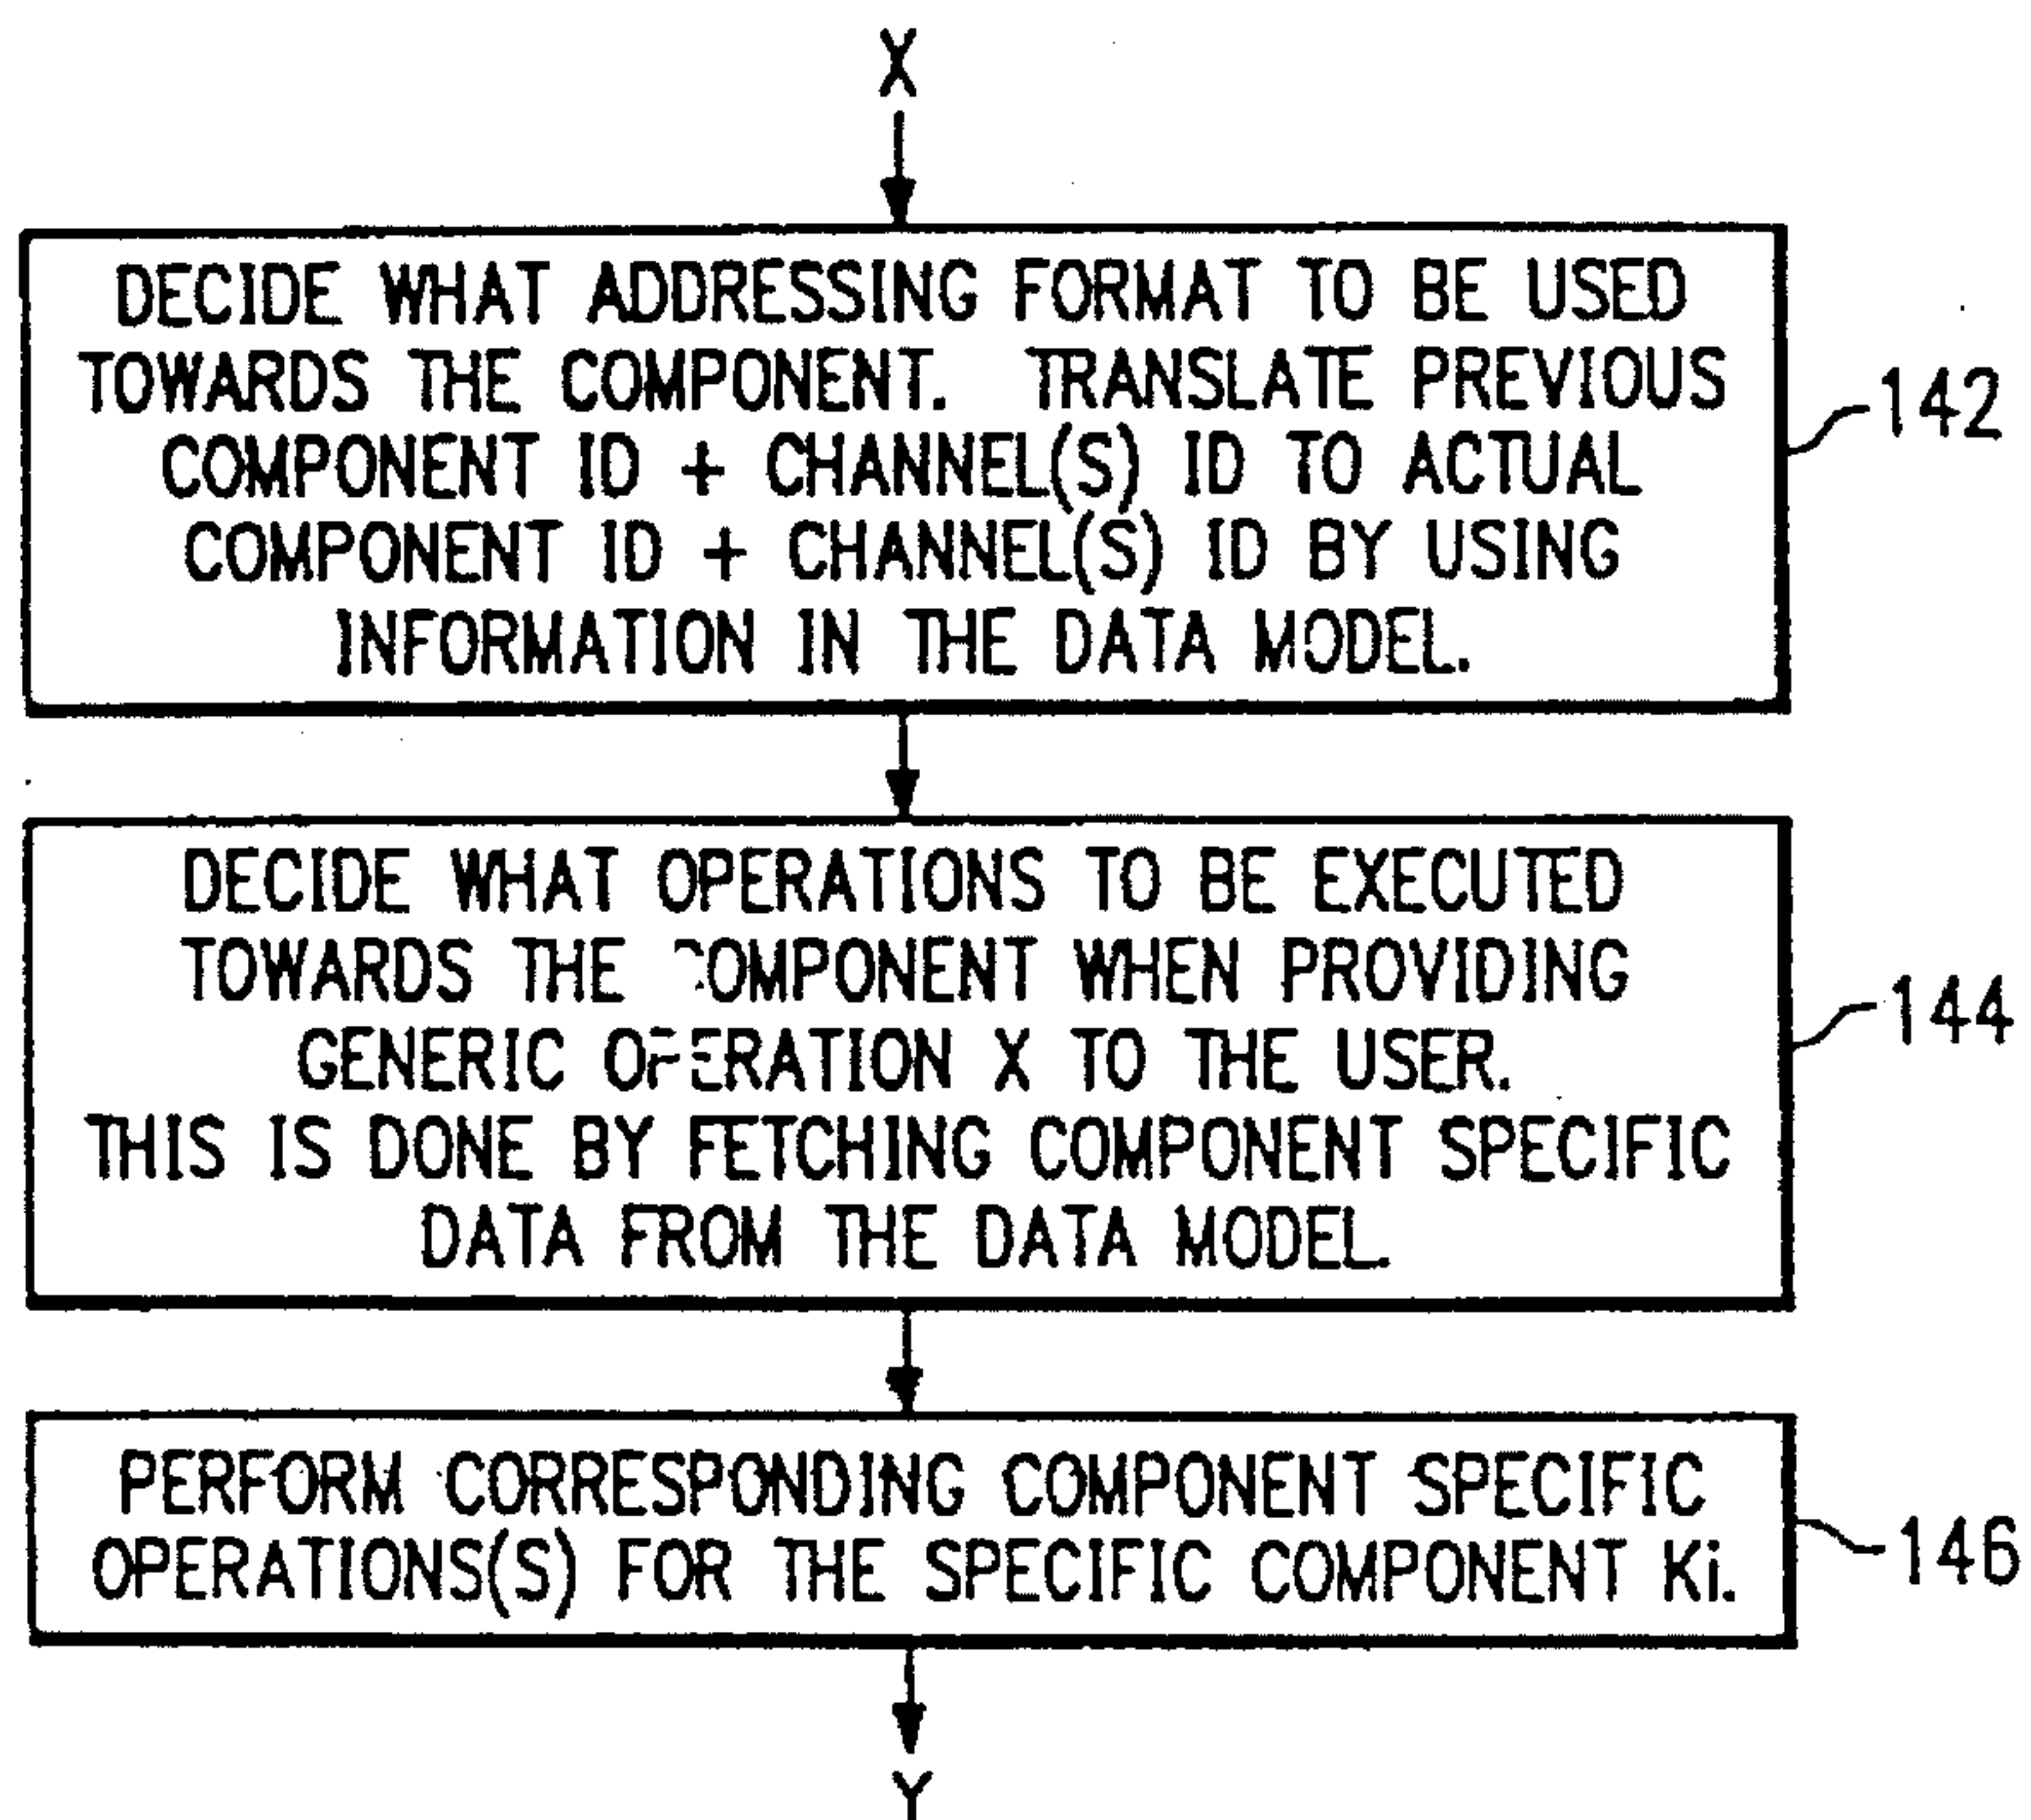 X
DECIDE WHAT ADDRESSING FORMAT TO BE USED
TOWARDS THE COMPONENT. TRANSLATE PREVIOUS
COMPONENT ID + CHANNEL(S) ID TO ACTUAL
COMPONENT ID + CHANNEL(S) ID BY USING
INFORMATION IN THE DATA MODEL.
142
DECIDE WHAT OPERATIONS TO BE EXECUTED
TOWARDS THE COMPONENT WHEN PROVIDING
GENERIC OPERATION X TO THE USER.
THIS IS DONE BY FETCHING COMPONENT SPECIFIC
DATA FROM THE DATA MODEL.
144
PERFORM CORRESPONDING COMPONENT SPECIFIC
OPERATIONS(S) FOR THE SPECIFIC COMPONENT Ki.
146
Y